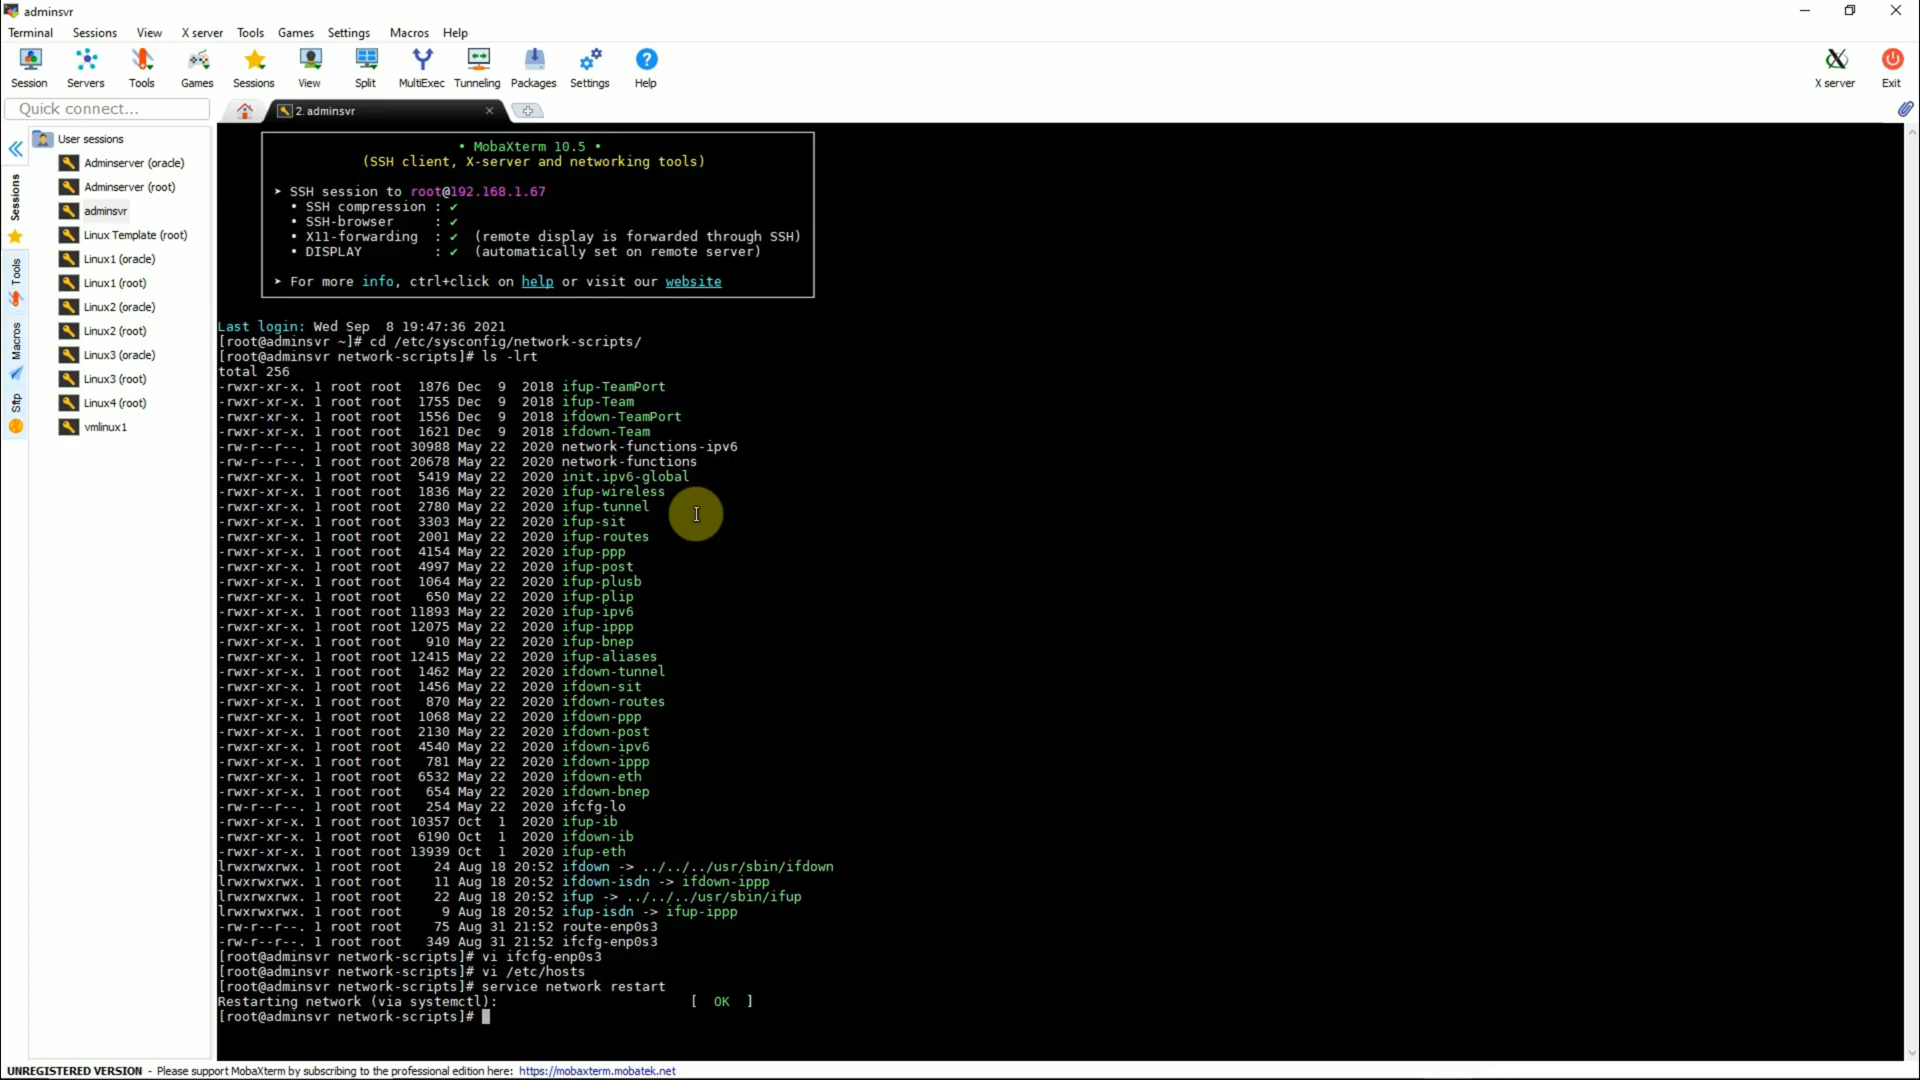 adminsvr
Terminal Sessions View X server Tools Games Settings Macros Help
Session Servers Tools Games Sessions View Split MultiExec Tunneling Packages Settings Help X server Exit
Quick connect...
2. adminsvr
User sessions
Adminserver (oracle)
Adminserver (root)
adminsvr
Linux Template (root)
Linux1 (oracle)
Linux1 (root)
Linux2 (oracle)
Linux2 (root)
Linux3 (oracle)
Linux3 (root)
Linux4 (root)
vmlinux1
Sessions
Tools
Macros
Sftp
• MobaXterm 10.5 •
(SSH client, X-server and networking tools)
➤ SSH session to root@192.168.1.67
• SSH compression : ✔
• SSH-browser : ✔
• X11-forwarding : ✔ (remote display is forwarded through SSH)
• DISPLAY : ✔ (automatically set on remote server)
➤ For more info, ctrl+click on help or visit our website
Last login: Wed Sep  8 19:47:36 2021
[root@adminsvr ~]# cd /etc/sysconfig/network-scripts/
[root@adminsvr network-scripts]# ls -lrt
total 256
-rwxr-xr-x. 1 root root  1876 Dec  9  2018 ifup-TeamPort
-rwxr-xr-x. 1 root root  1755 Dec  9  2018 ifup-Team
-rwxr-xr-x. 1 root root  1556 Dec  9  2018 ifdown-TeamPort
-rwxr-xr-x. 1 root root  1621 Dec  9  2018 ifdown-Team
-rw-r--r--. 1 root root 30988 May 22  2020 network-functions-ipv6
-rw-r--r--. 1 root root 20678 May 22  2020 network-functions
-rwxr-xr-x. 1 root root  5419 May 22  2020 init.ipv6-global
-rwxr-xr-x. 1 root root  1836 May 22  2020 ifup-wireless
-rwxr-xr-x. 1 root root  2780 May 22  2020 ifup-tunnel
-rwxr-xr-x. 1 root root  3303 May 22  2020 ifup-sit
-rwxr-xr-x. 1 root root  2001 May 22  2020 ifup-routes
-rwxr-xr-x. 1 root root  4154 May 22  2020 ifup-ppp
-rwxr-xr-x. 1 root root  4997 May 22  2020 ifup-post
-rwxr-xr-x. 1 root root  1064 May 22  2020 ifup-plusb
-rwxr-xr-x. 1 root root   650 May 22  2020 ifup-plip
-rwxr-xr-x. 1 root root 11893 May 22  2020 ifup-ipv6
-rwxr-xr-x. 1 root root 12075 May 22  2020 ifup-ippp
-rwxr-xr-x. 1 root root   910 May 22  2020 ifup-bnep
-rwxr-xr-x. 1 root root 12415 May 22  2020 ifup-aliases
-rwxr-xr-x. 1 root root  1462 May 22  2020 ifdown-tunnel
-rwxr-xr-x. 1 root root  1456 May 22  2020 ifdown-sit
-rwxr-xr-x. 1 root root   870 May 22  2020 ifdown-routes
-rwxr-xr-x. 1 root root  1068 May 22  2020 ifdown-ppp
-rwxr-xr-x. 1 root root  2130 May 22  2020 ifdown-post
-rwxr-xr-x. 1 root root  4540 May 22  2020 ifdown-ipv6
-rwxr-xr-x. 1 root root   781 May 22  2020 ifdown-ippp
-rwxr-xr-x. 1 root root  6532 May 22  2020 ifdown-eth
-rwxr-xr-x. 1 root root   654 May 22  2020 ifdown-bnep
-rw-r--r--. 1 root root   254 May 22  2020 ifcfg-lo
-rwxr-xr-x. 1 root root 10357 Oct  1  2020 ifup-ib
-rwxr-xr-x. 1 root root  6190 Oct  1  2020 ifdown-ib
-rwxr-xr-x. 1 root root 13939 Oct  1  2020 ifup-eth
lrwxrwxrwx. 1 root root    24 Aug 18 20:52 ifdown -> ../../../usr/sbin/ifdown
lrwxrwxrwx. 1 root root    11 Aug 18 20:52 ifdown-isdn -> ifdown-ippp
lrwxrwxrwx. 1 root root    22 Aug 18 20:52 ifup -> ../../../usr/sbin/ifup
lrwxrwxrwx. 1 root root     9 Aug 18 20:52 ifup-isdn -> ifup-ippp
-rw-r--r--. 1 root root    75 Aug 31 21:52 route-enp0s3
-rw-r--r--. 1 root root   349 Aug 31 21:52 ifcfg-enp0s3
[root@adminsvr network-scripts]# vi ifcfg-enp0s3
[root@adminsvr network-scripts]# vi /etc/hosts
[root@adminsvr network-scripts]# service network restart
Restarting network (via systemctl): [  OK  ]
[root@adminsvr network-scripts]#
UNREGISTERED VERSION - Please support MobaXterm by subscribing to the professional edition here: https://mobaxterm.mobatek.net